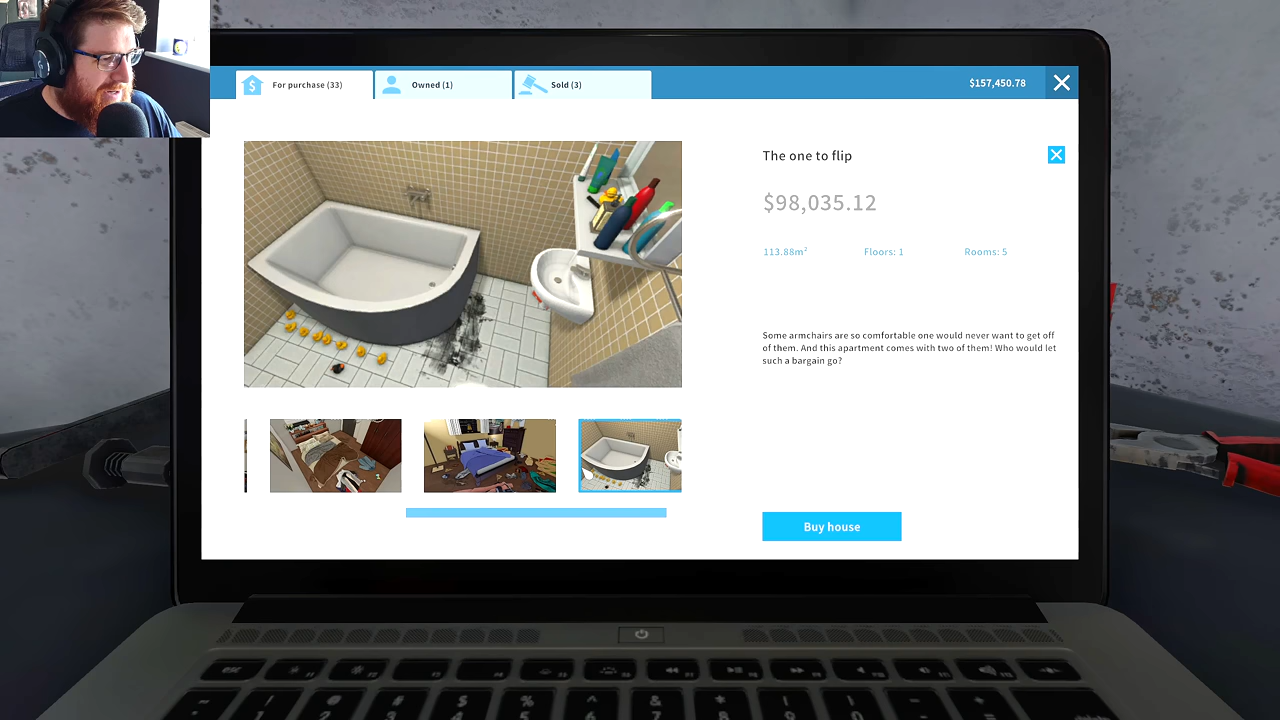 For purchase (33)
Owned (1)
Sold (3)
$157,450.78
The one to flip
$98,035.12
113.88m²
Floors: 1
Rooms: 5
Some armchairs are so comfortable one would never want to get off
of them. And this apartment comes with two of them! Who would let
such a bargain go?
Buy house
esc